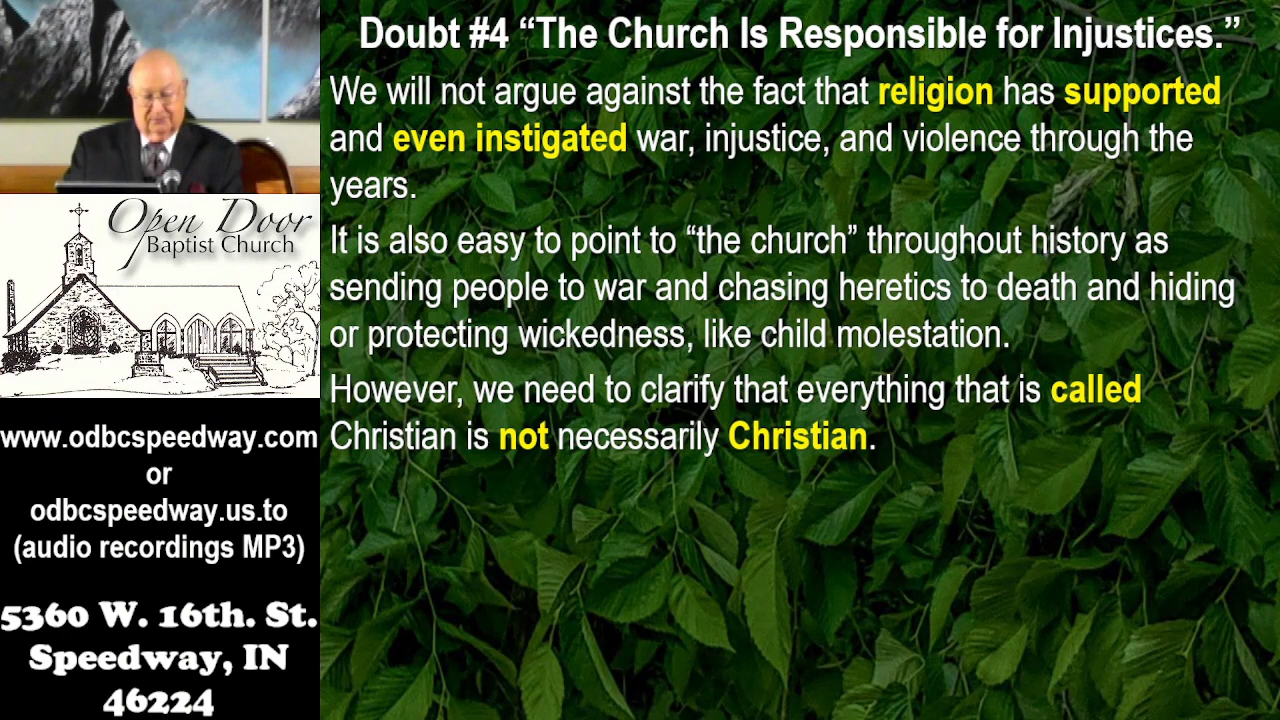 Doubt #4 “The Church Is Responsible for Injustices.”
We will not argue against the fact that religion has supported
and even instigated war, injustice, and violence through the
years.
It is also easy to point to “the church” throughout history as
sending people to war and chasing heretics to death and hiding
or protecting wickedness, like child molestation.
However, we need to clarify that everything that is called
Christian is not necessarily Christian.
Open Door
Baptist Church
www.odbcspeedway.com
or
odbcspeedway.us.to
(audio recordings MP3)
5360 W. 16th. St.
Speedway, IN
46224